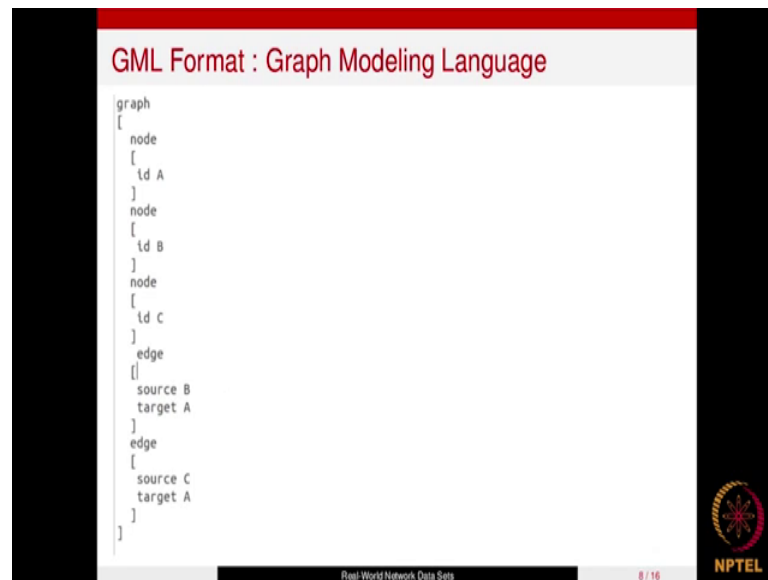 GML Format : Graph Modeling Language
graph
[
node
[
id A
]
node
[
id B
]
node
[
id C
]
edge
[
source B
target A
]
edge
[
source C
target A
]
]
Real-World Network Data Sets
8 / 16
NPTEL